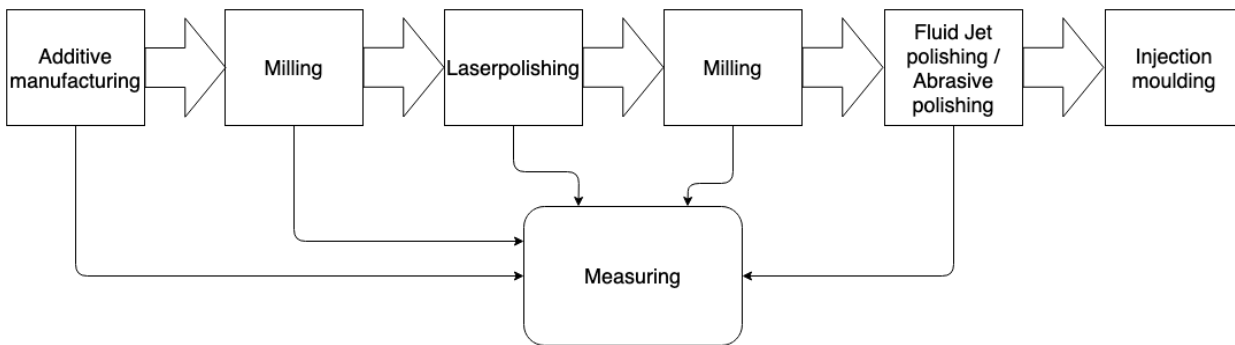 Additive
manufacturing
Milling
Laserpolishing
Milling
Fluid Jet
polishing /
Abrasive
polishing
Injection
moulding
Measuring